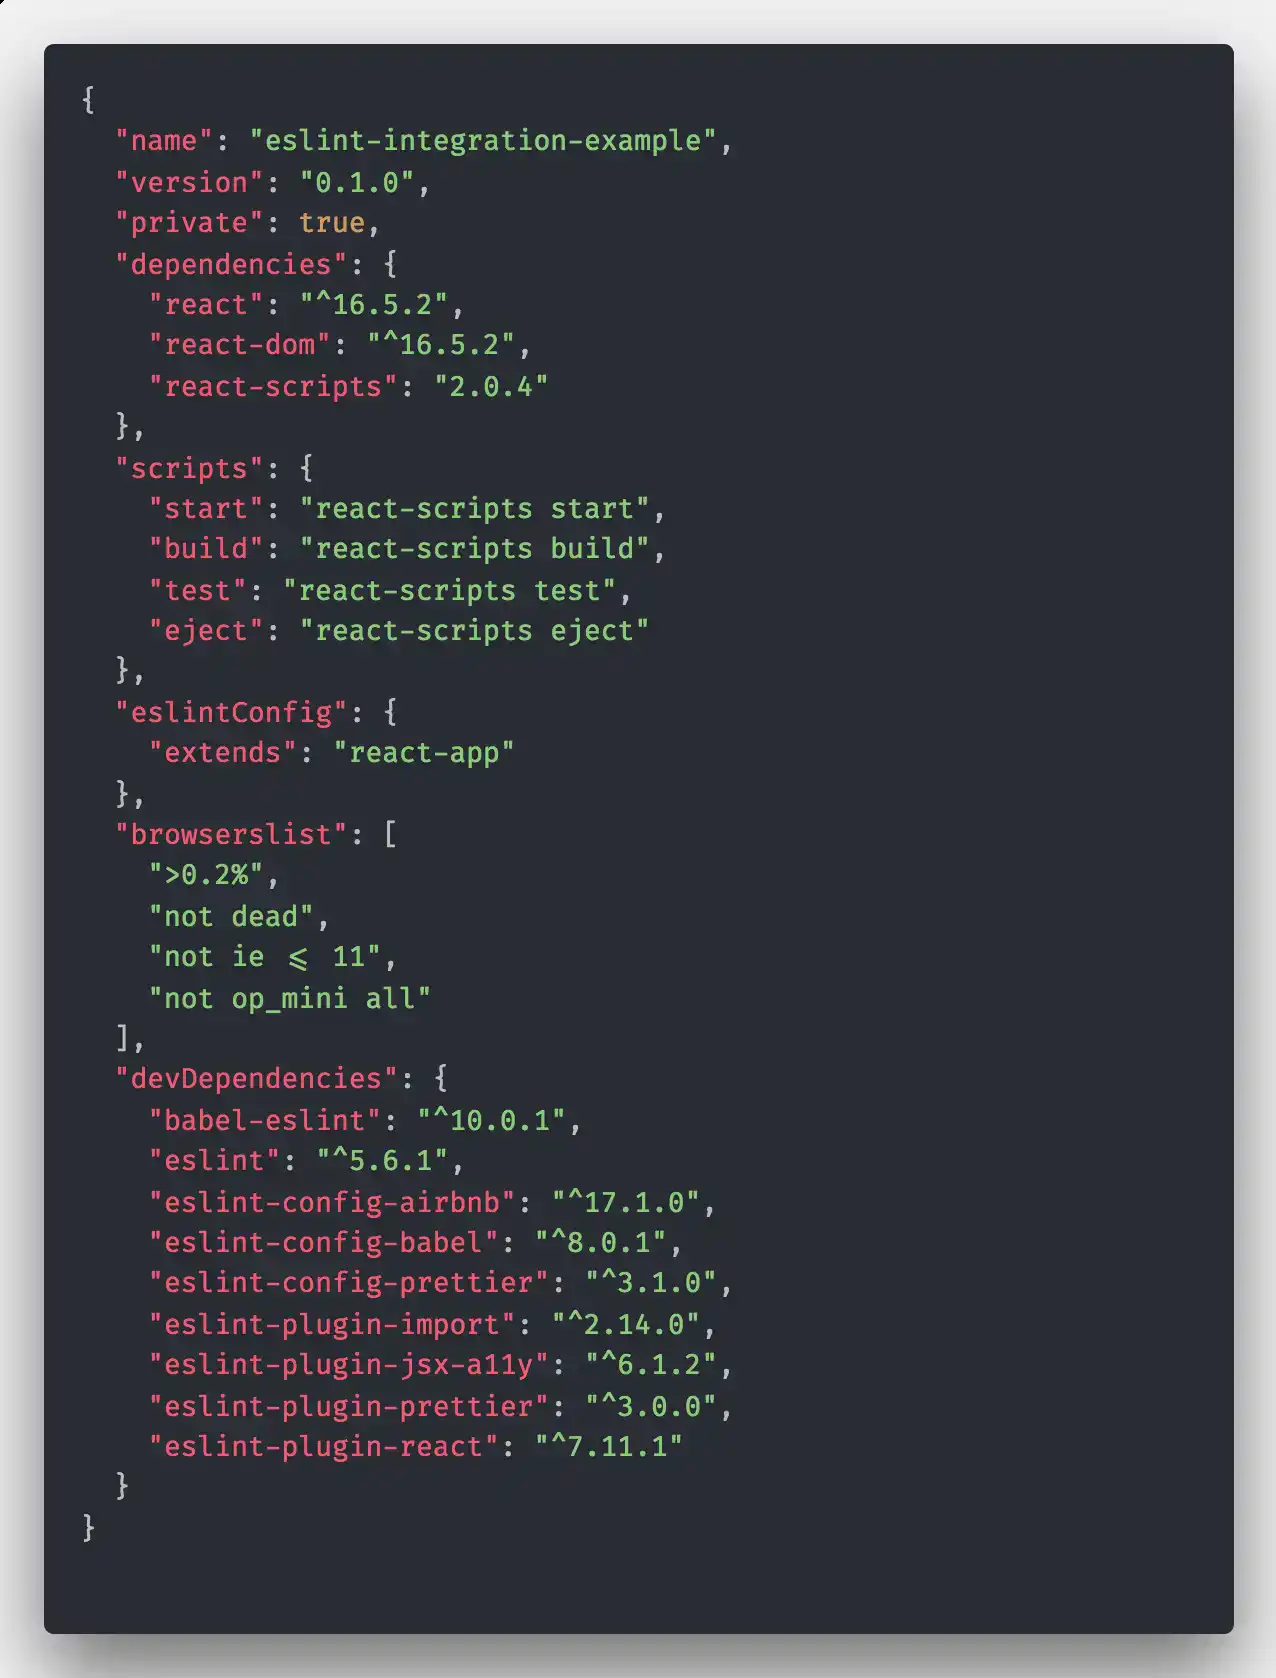 {
  "name": "eslint-integration-example",
  "version": "0.1.0",
  "private": true,
  "dependencies": {
    "react": "^16.5.2",
    "react-dom": "^16.5.2",
    "react-scripts": "2.0.4"
  },
  "scripts": {
    "start": "react-scripts start",
    "build": "react-scripts build",
    "test": "react-scripts test",
    "eject": "react-scripts eject"
  },
  "eslintConfig": {
    "extends": "react-app"
  },
  "browserslist": [
    ">0.2%",
    "not dead",
    "not ie <= 11",
    "not op_mini all"
  ],
  "devDependencies": {
    "babel-eslint": "^10.0.1",
    "eslint": "^5.6.1",
    "eslint-config-airbnb": "^17.1.0",
    "eslint-config-babel": "^8.0.1",
    "eslint-config-prettier": "^3.1.0",
    "eslint-plugin-import": "^2.14.0",
    "eslint-plugin-jsx-a11y": "^6.1.2",
    "eslint-plugin-prettier": "^3.0.0",
    "eslint-plugin-react": "^7.11.1"
  }
}